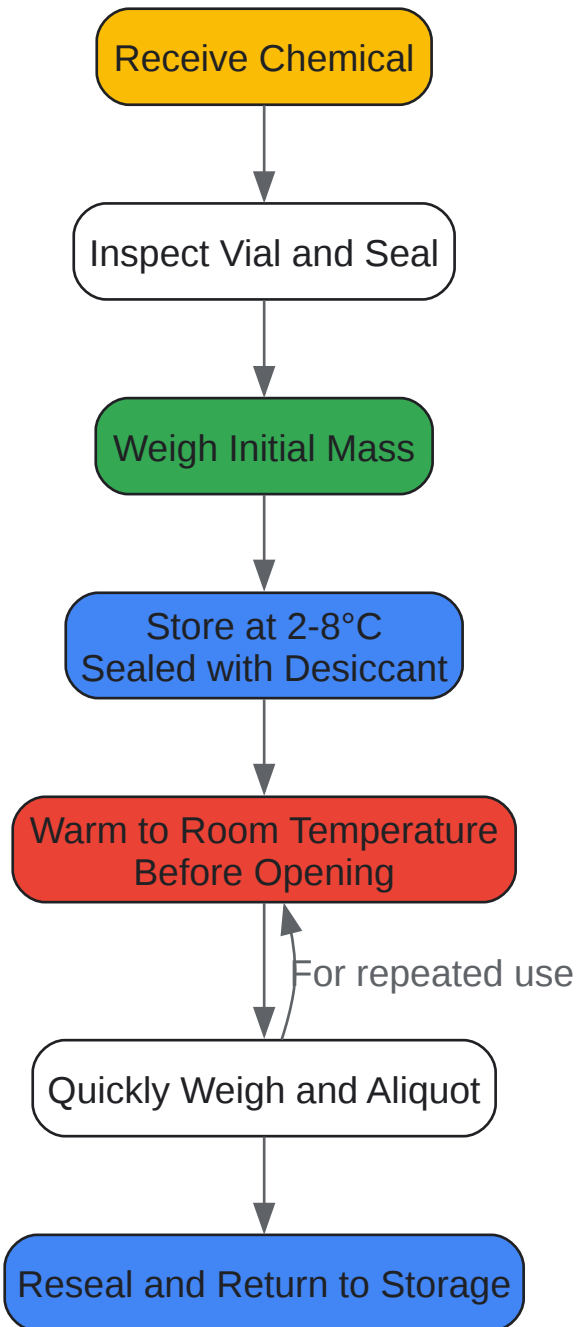 Receive Chemical
Inspect Vial and Seal
Weigh Initial Mass
Store at 2-8°C
Sealed with Desiccant
Warm to Room Temperature
Before Opening
For repeated use
Quickly Weigh and Aliquot
Reseal and Return to Storage